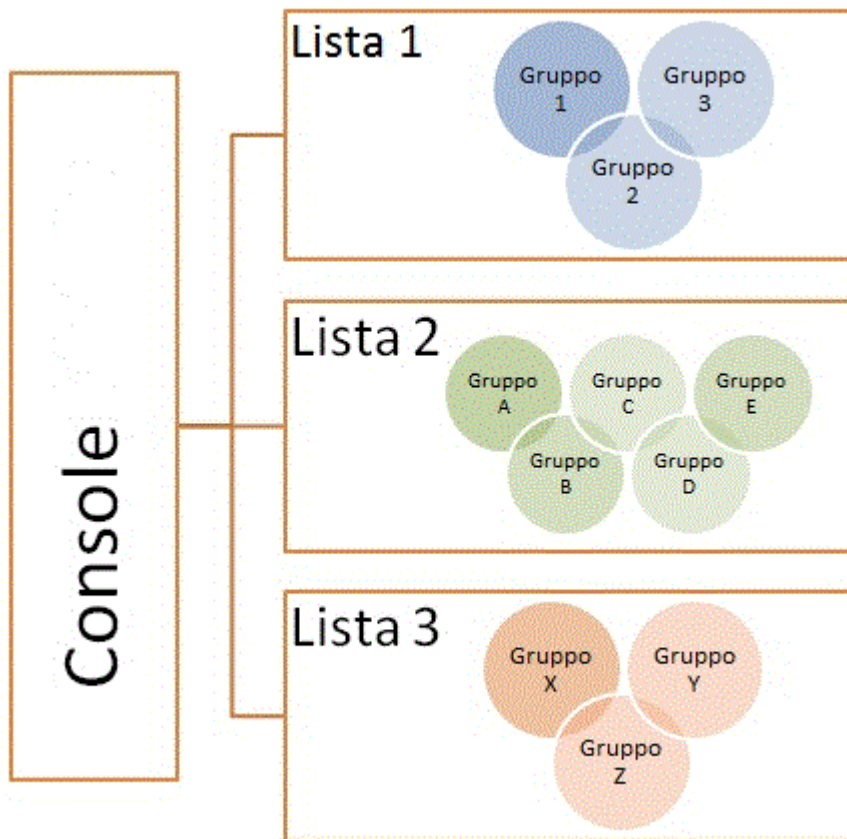 Console
Lista 1
Gruppo
1
Gruppo
3
Gruppo
2
Lista 2
Gruppo
A
Gruppo
C
Gruppo
E
Gruppo
B
Gruppo
D
Lista 3
Gruppo
X
Gruppo
Y
Gruppo
Z